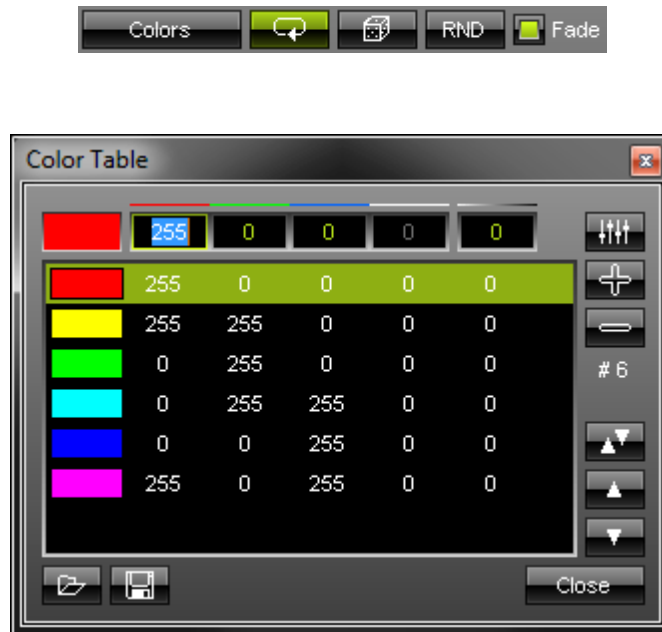 Colors RND Fade
Color Table
255 0 0 0 0
255 0 0 0 0
255 255 0 0 0
0 255 0 0 0
# 6
0 255 255 0 0
0 0 255 0 0
255 0 255 0 0
Close